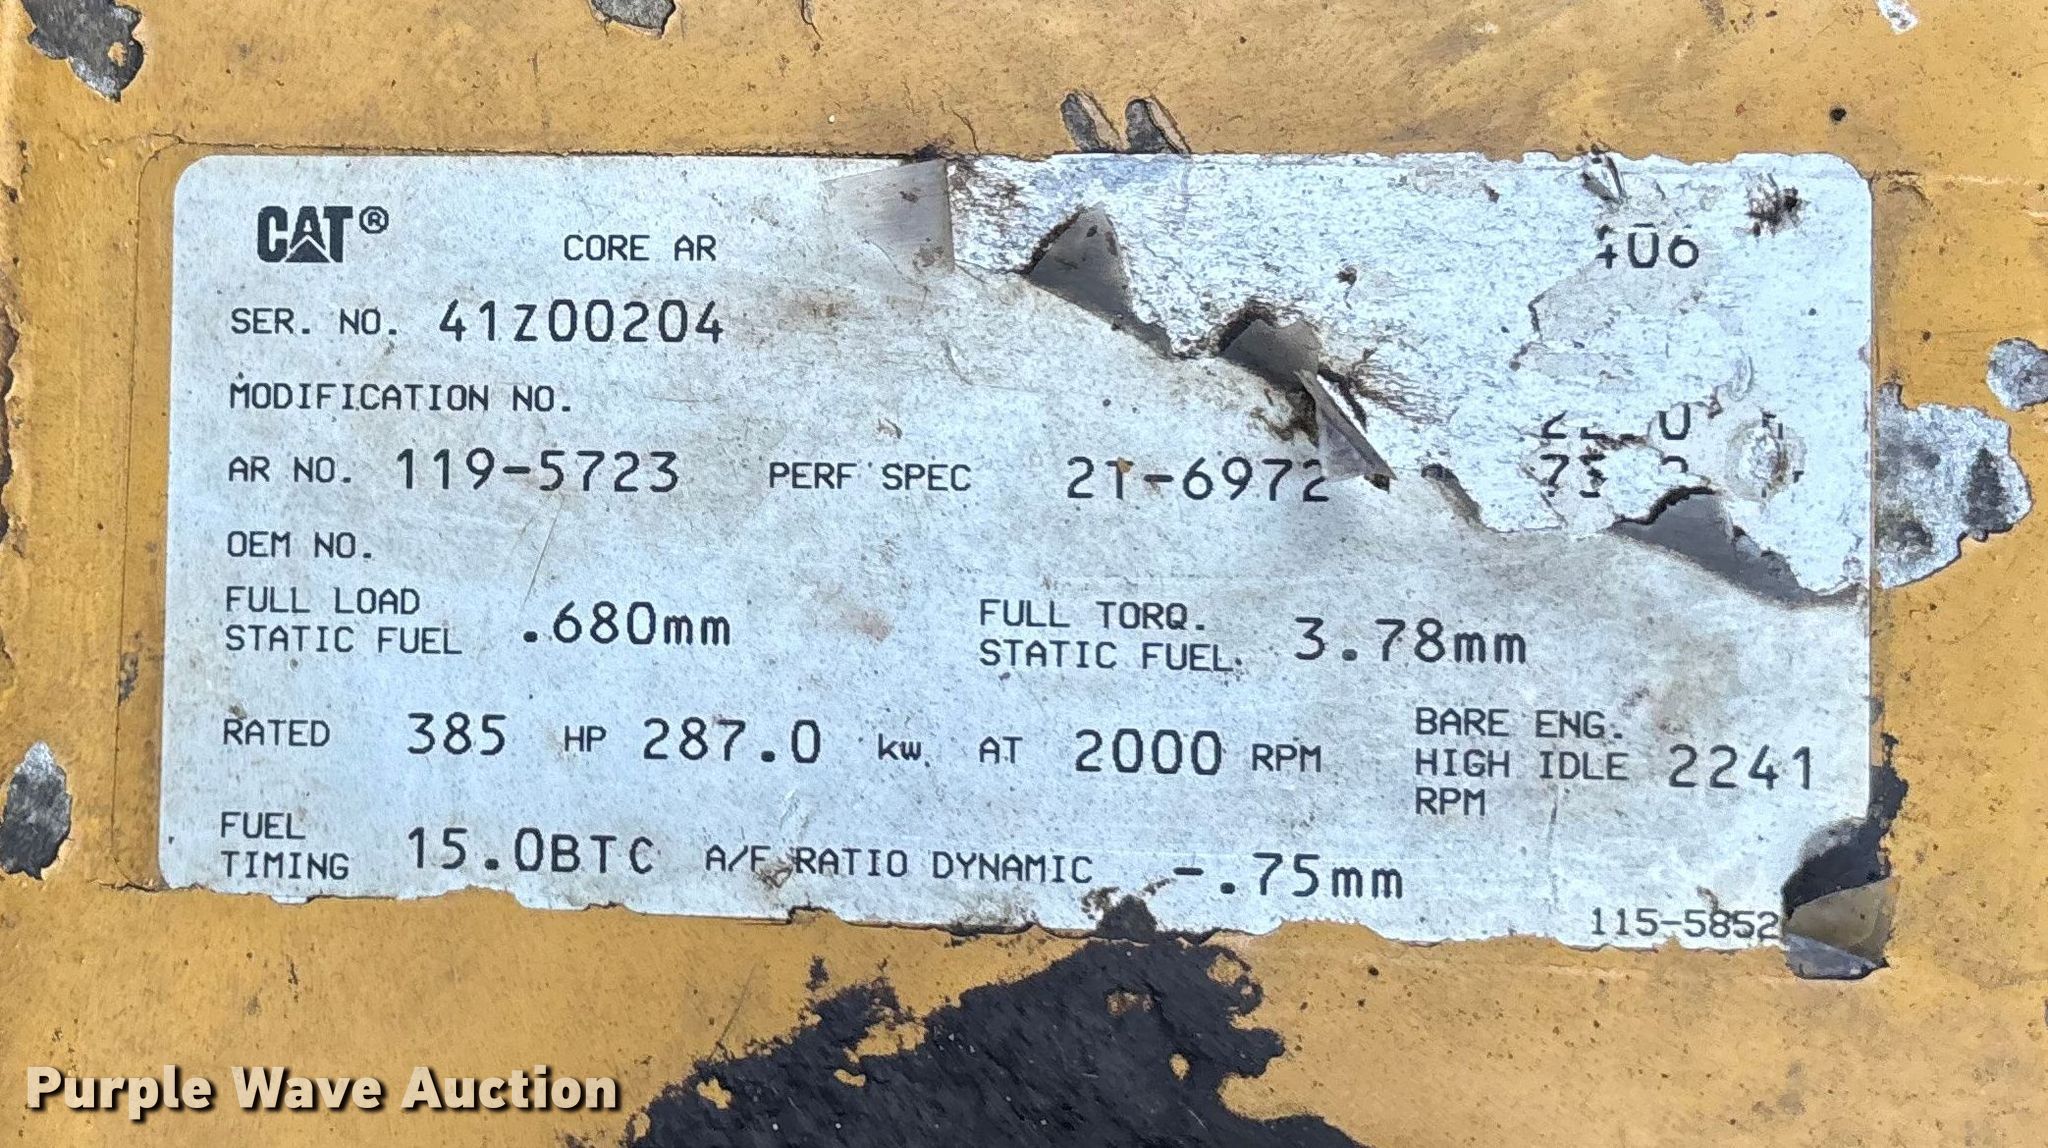 CAT® CORE AR
SER. NO. 41Z00204
MODIFICATION NO.
AR NO. 119-5723 PERF SPEC 2T-6972
OEM NO.
FULL LOAD STATIC FUEL .680mm FULL TORQ. STATIC FUEL 3.78mm
RATED 385 HP 287.0 kw AT 2000 RPM BARE ENG. HIGH IDLE RPM 2241
FUEL TIMING 15.0BTC A/F RATIO DYNAMIC -.75mm
115-5852
Purple Wave Auction